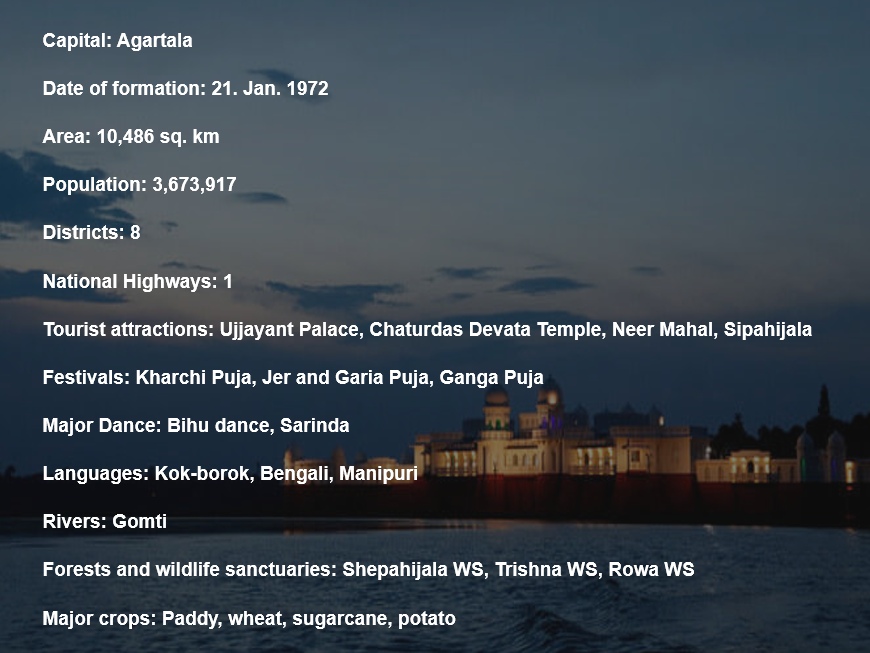 Capital: Agartala
Date of formation: 21. Jan. 1972
Area: 10,486 sq. km
Population: 3,673,917
Districts: 8
National Highways: 1
Tourist attractions: Ujjayant Palace, Chaturdas Devata Temple, Neer Mahal, Sipahijala
Festivals: Kharchi Puja, Jer and Garia Puja, Ganga Puja
Major Dance: Bihu dance, Sarinda
Languages: Kok-borok, Bengali, Manipuri
Rivers: Gomti
Forests and wildlife sanctuaries: Shepahijala WS, Trishna WS, Rowa WS
Major crops: Paddy, wheat, sugarcane, potato